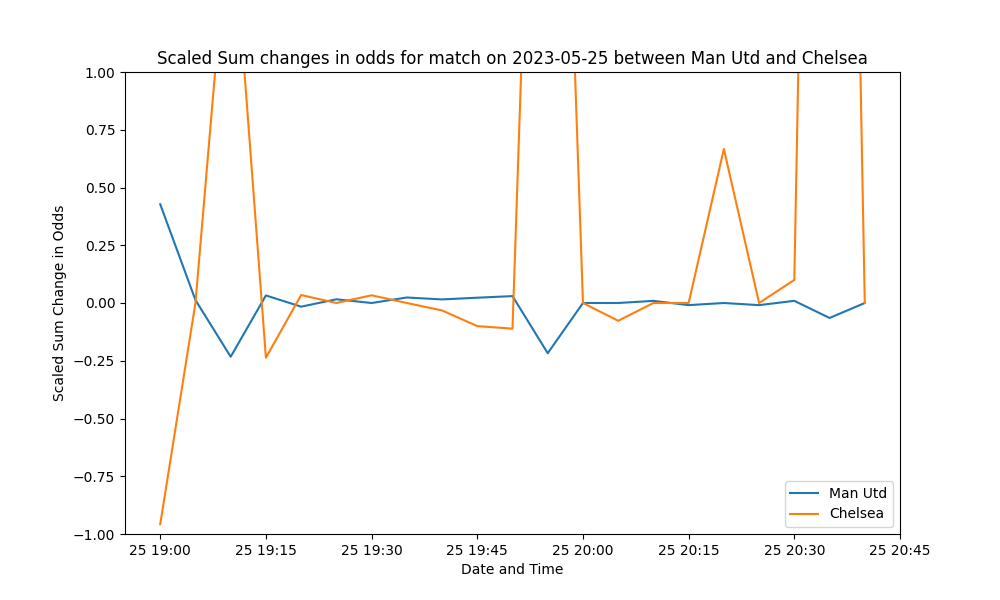 Scaled Sum changes in odds for match on 2023-05-25 between Man Utd and Chelsea
1.00
0.75
0.50
0.25
0.00
−0.25
−0.50
−0.75
−1.00
Scaled Sum Change in Odds
Man Utd
Chelsea
25 19:00 25 19:15 25 19:30 25 19:45 25 20:00 25 20:15 25 20:30 25 20:45
Date and Time